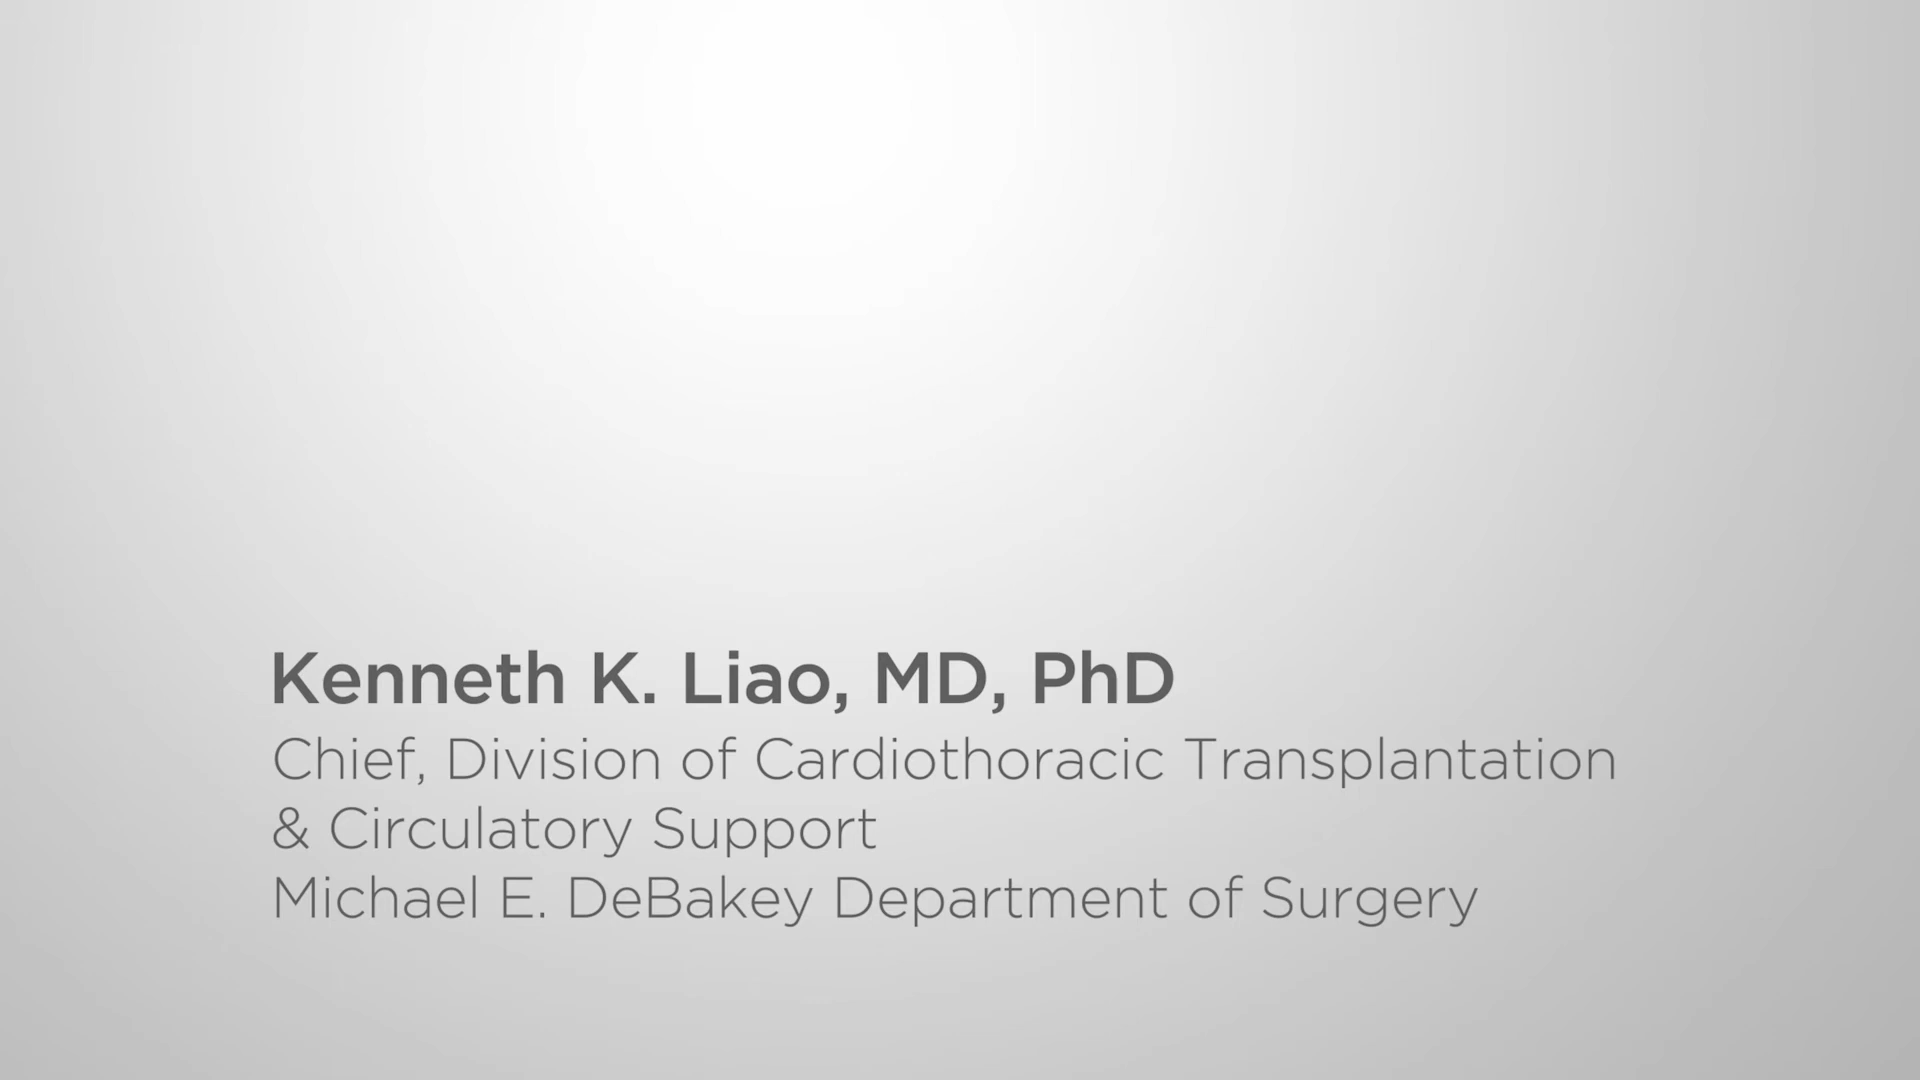 Kenneth K. Liao, MD, PhD
Chief, Division of Cardiothoracic Transplantation
& Circulatory Support
Michael E. DeBakey Department of Surgery